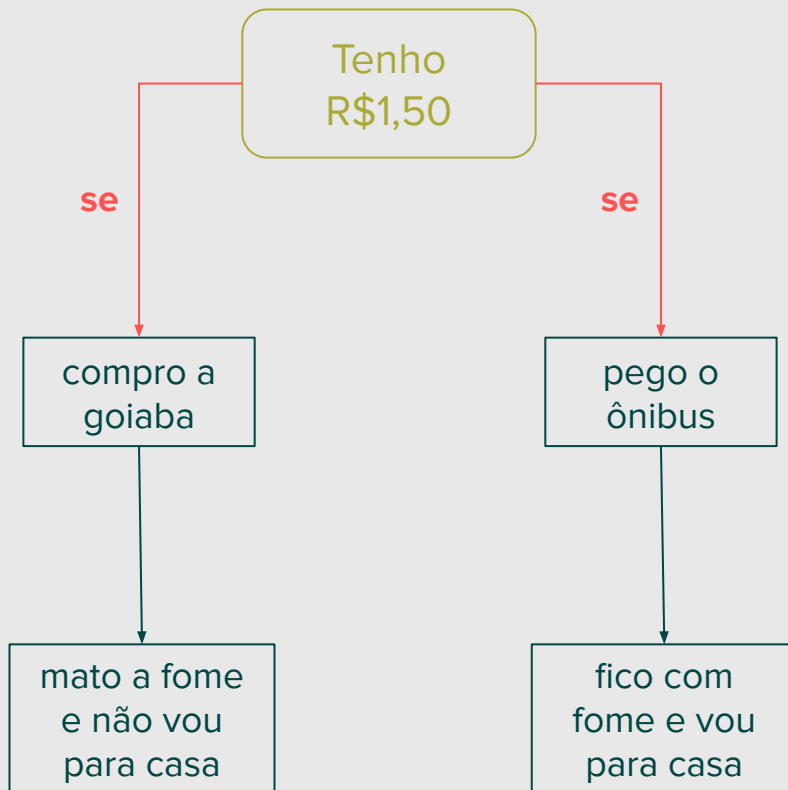 Tenho
R$1,50
se
se
compro a
goiaba
pego o
ônibus
mato a fome
e não vou
para casa
fico com
fome e vou
para casa